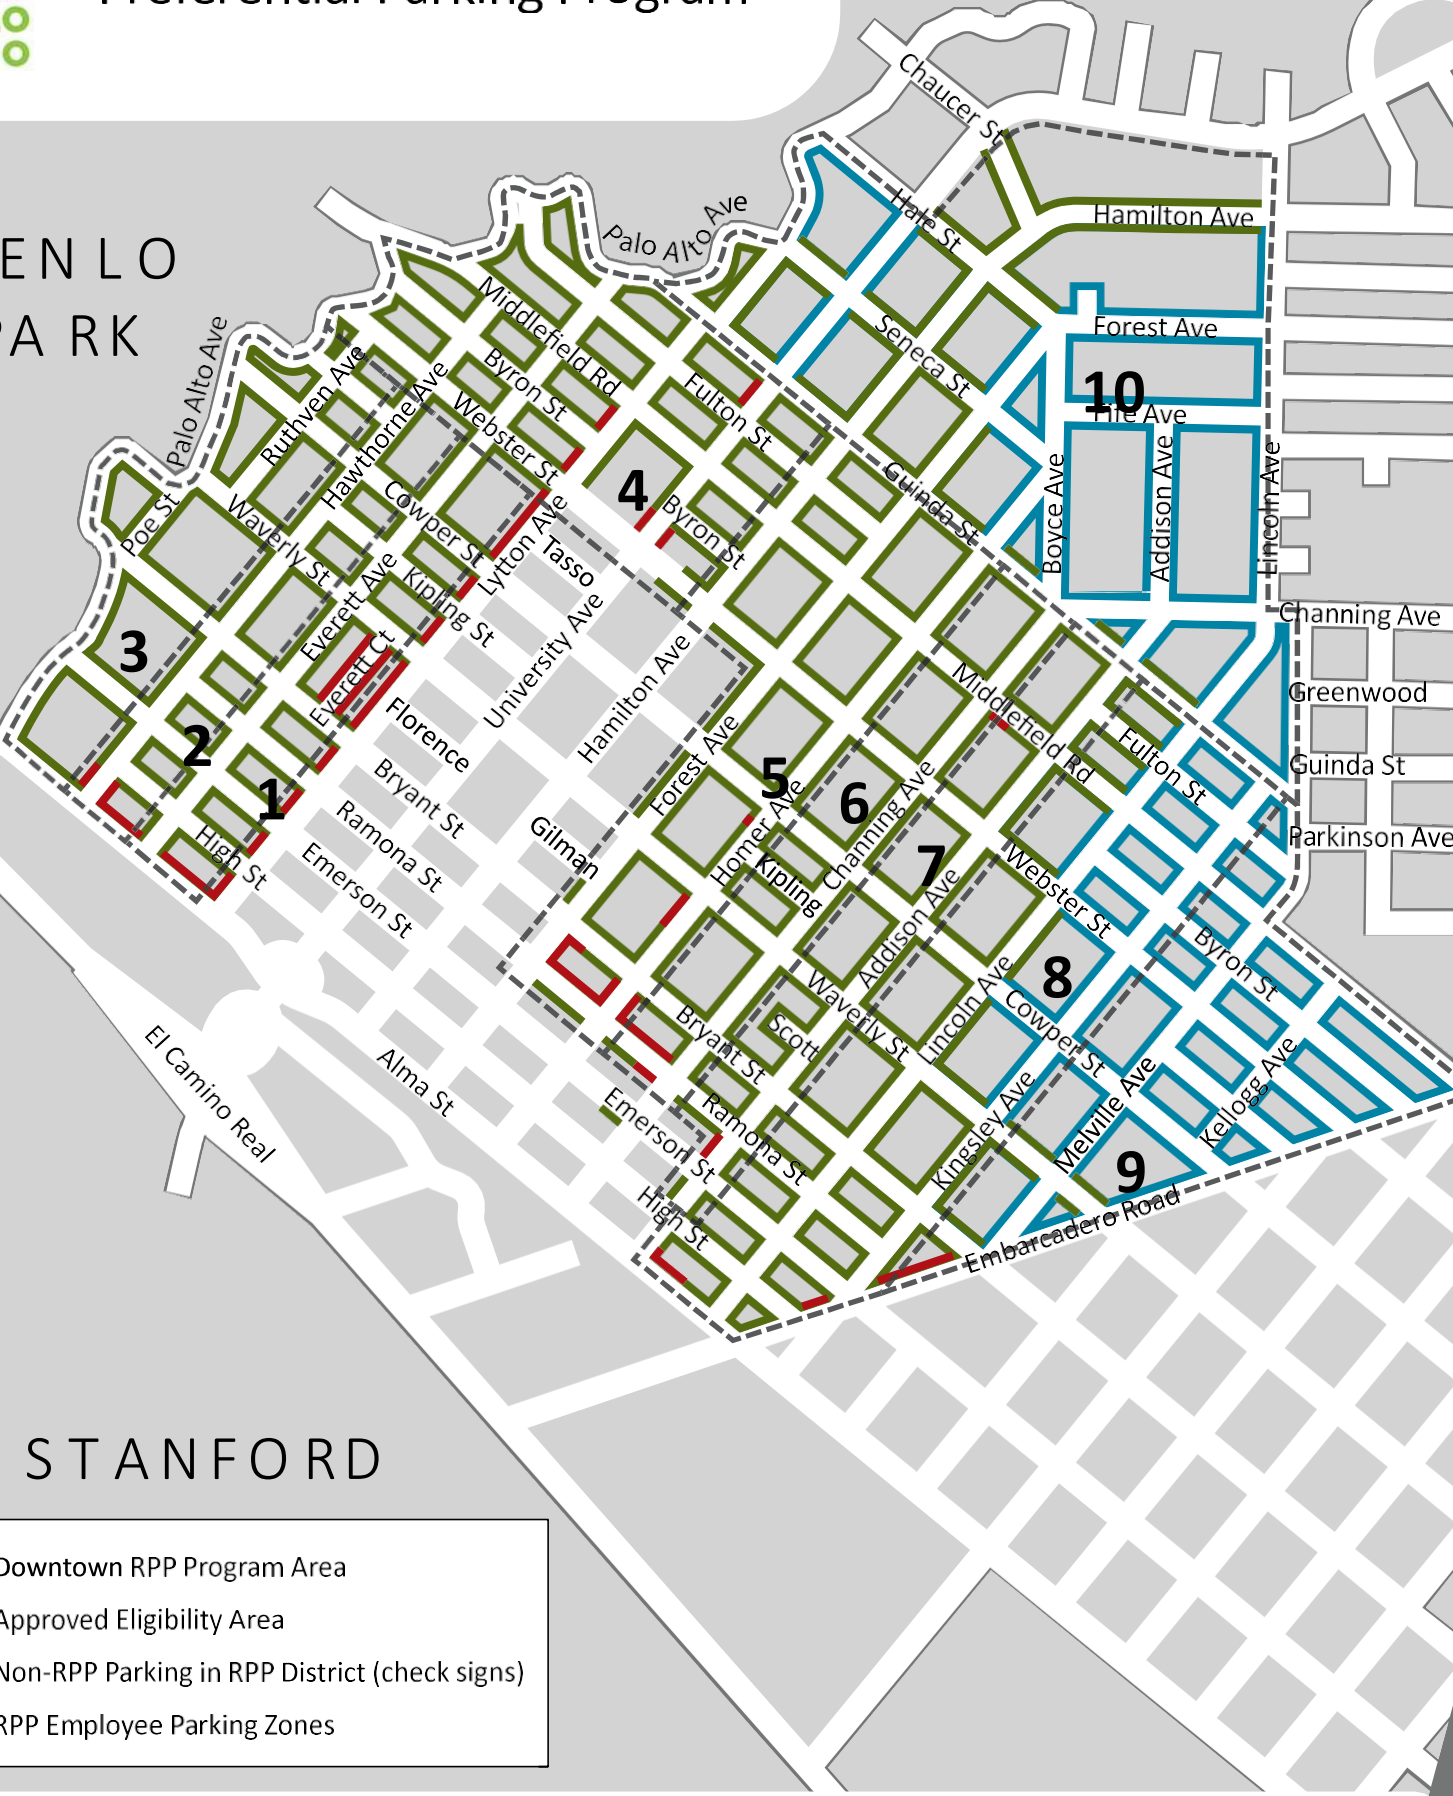 Preferential Parking Program
ENLO
PARK
Chaucer St
Palo Alto Ave
Hale St
Hamilton Ave
Forest Ave
10
Fife Ave
Palo Alto Ave
Ruthven Ave
Hawthorne Ave
Middlefield Rd
Byron St
Webster St
Fulton St
Seneca St
Guinda St
Boyce Ave
Addison Ave
Lincoln Ave
4
Byron St
Poe St
Waverly St
Cowper St
Kipling St
Lytton Ave
Tasso
Everett Ave
Everett Ct
University Ave
Hamilton Ave
Channing Ave
Greenwood
Guinda St
Parkinson Ave
3
2
1
Florence
Bryant St
Ramona St
Emerson St
High St
Gilman
Forest Ave
5
Homer Ave
6
Kipling
Channing Ave
7
Addison Ave
Middlefield Rd
Fulton St
Webster St
8
Byron St
Waverly St
Scott
Bryant St
Lincoln Ave
Cowper St
Kingsley Ave
Melville Ave
Kellogg Ave
9
Embarcadero Road
Ramona St
Emerson St
High St
Alma St
El Camino Real
STANFORD
Downtown RPP Program Area
Approved Eligibility Area
Non-RPP Parking in RPP District (check signs)
RPP Employee Parking Zones